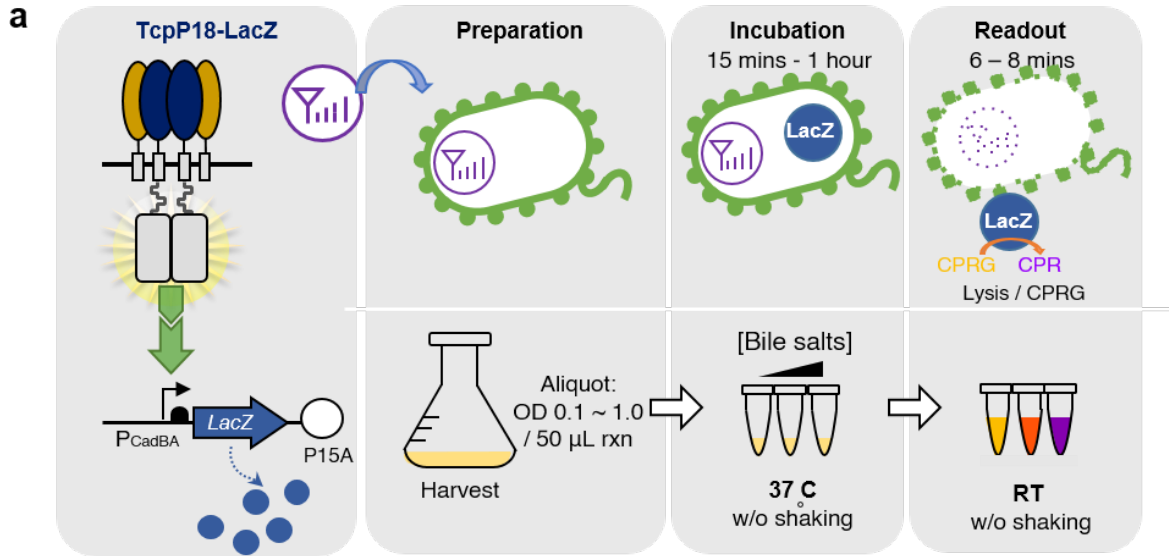 a
TcpP18-LacZ
PCadBA
LacZ
P15A
Preparation
Aliquot:
OD 0.1 ~ 1.0
/ 50 µL rxn
Harvest
Incubation
15 mins - 1 hour
LacZ
[Bile salts]
37 C
°
w/o shaking
Readout
6 – 8 mins
LacZ
CPRG CPR
Lysis / CPRG
RT
w/o shaking